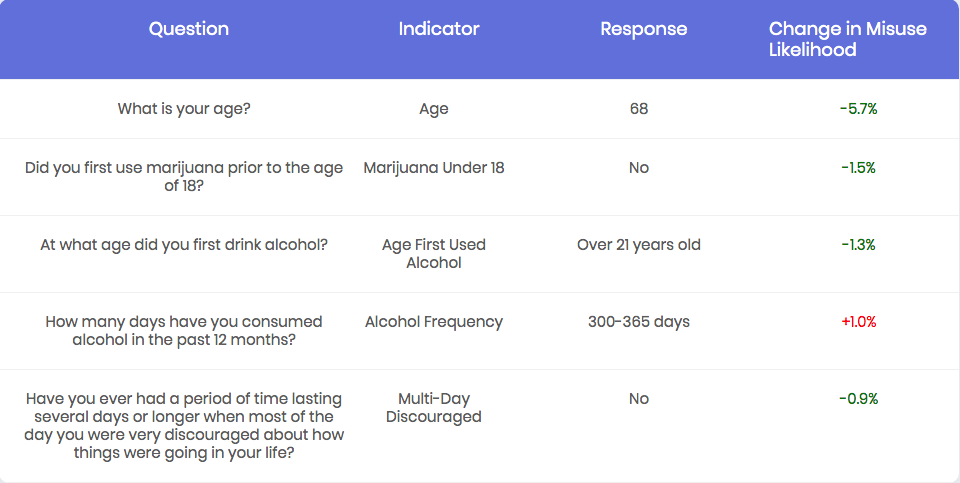 Question Indicator Response Change in Misuse
Likelihood
What is your age? Age 68 -5.7%
Did you first use marijuana prior to the age Marijuana Under 18 No -1.5%
of 18?
At what age did you first drink alcohol? Age First Used Over 21 years old -1.3%
Alcohol
How many days have you consumed Alcohol Frequency 300-365 days +1.0%
alcohol in the past 12 months?
Have you ever had a period of time lasting Multi-Day No -0.9%
several days or longer when most of the Discouraged
day you were very discouraged about how
things were going in your life?